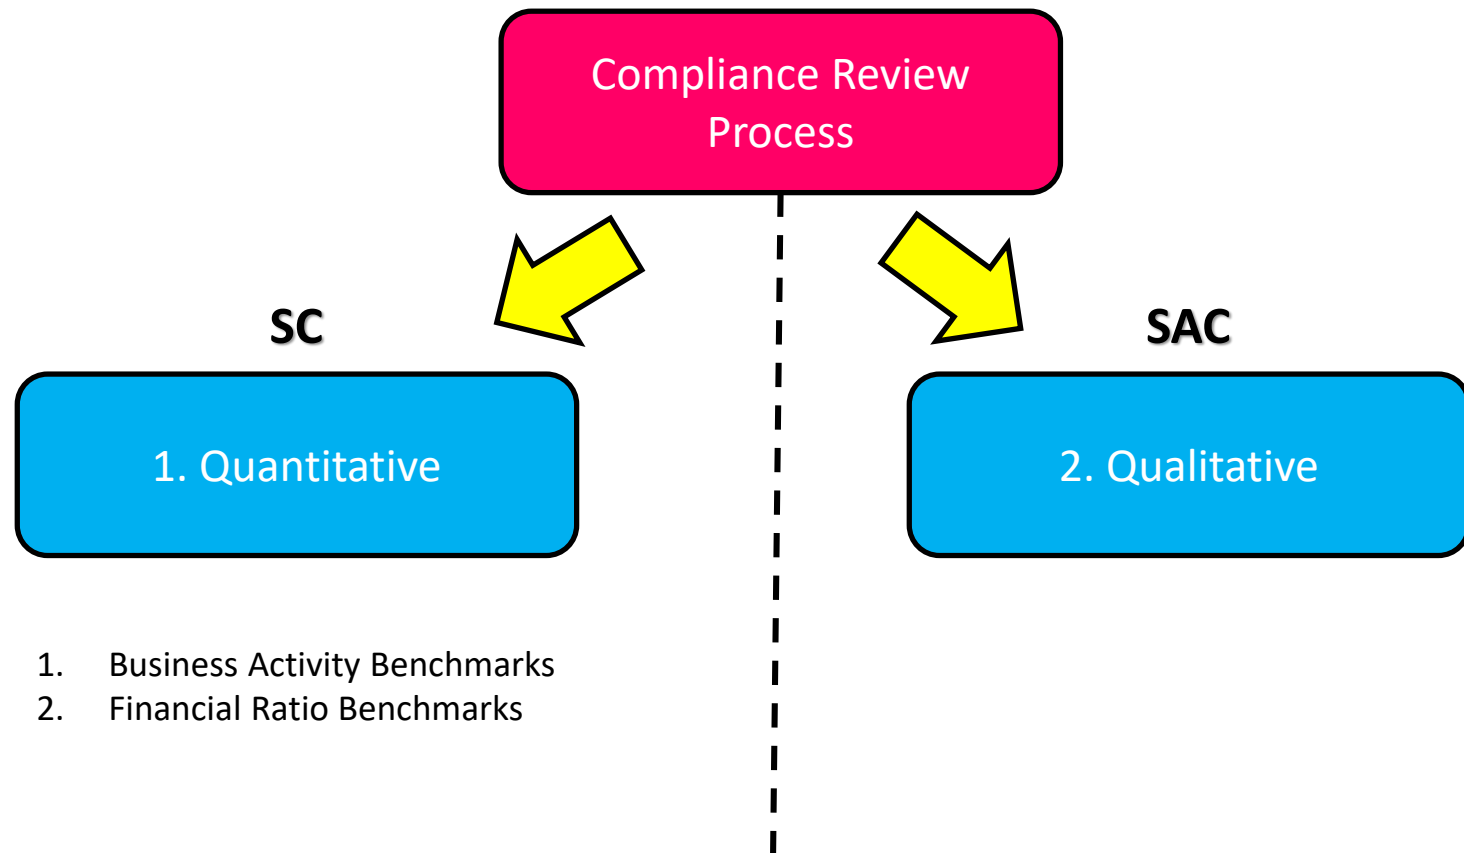 Compliance Review
Process
SC
SAC
1. Quantitative
2. Qualitative
1. Business Activity Benchmarks
2. Financial Ratio Benchmarks